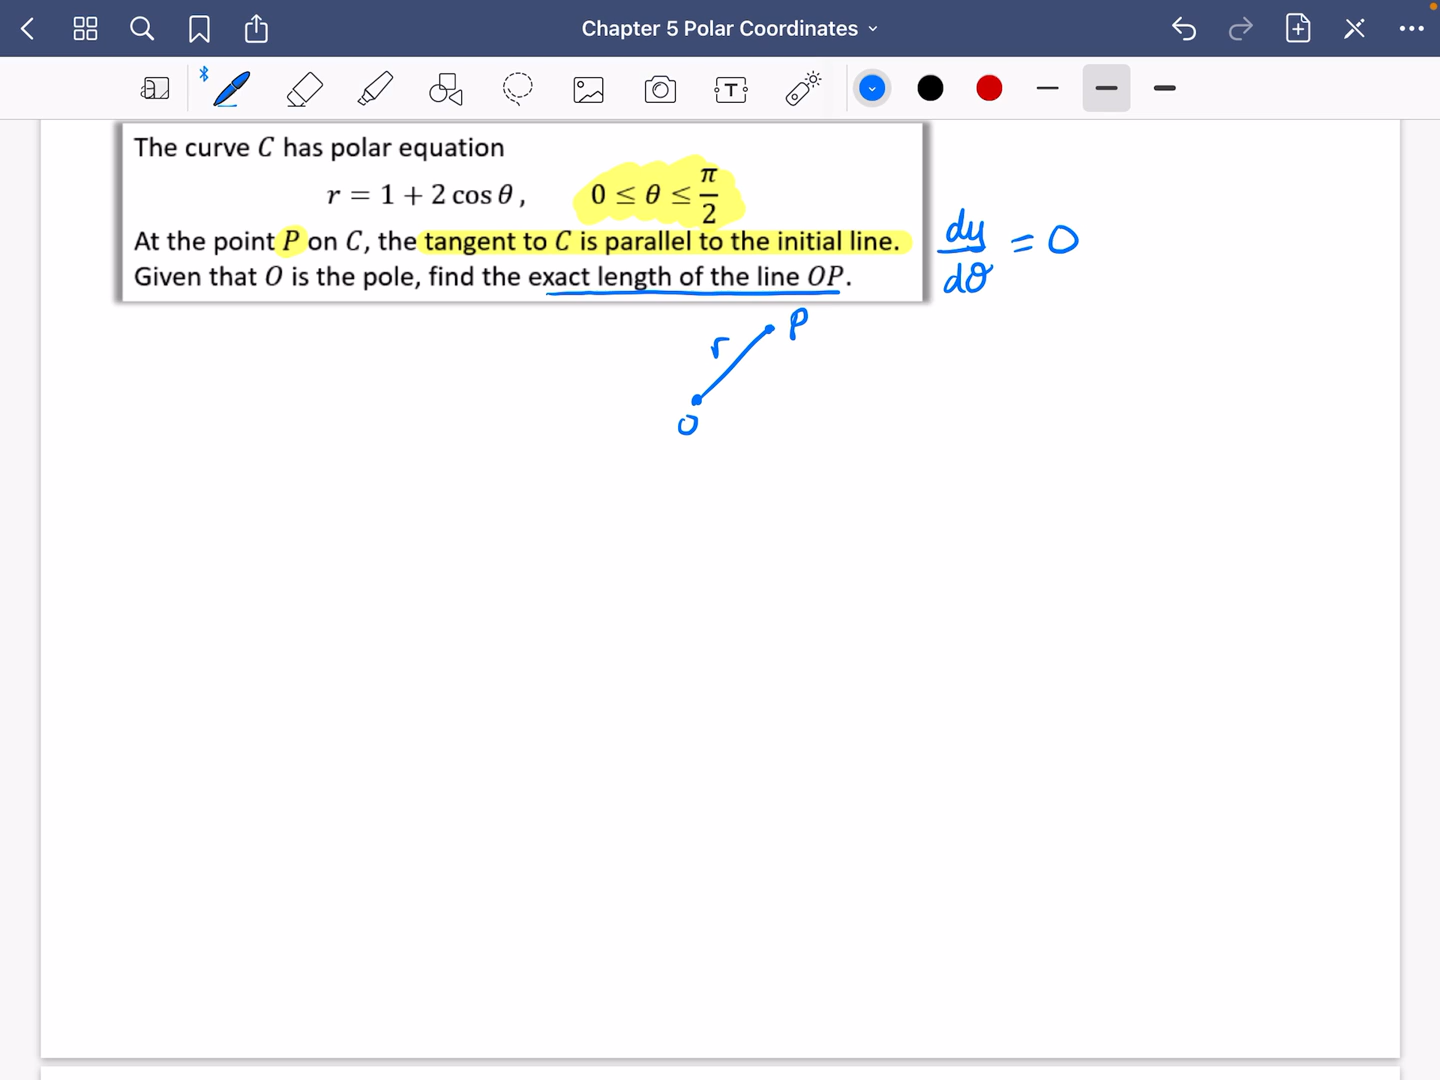 Chapter 5 Polar Coordinates
The curve C has polar equation
r = 1 + 2 cos θ , 0 ≤ θ ≤ π/2
At the point P on C, the tangent to C is parallel to the initial line.
Given that O is the pole, find the exact length of the line OP.
dy/dθ = 0
P
r
O